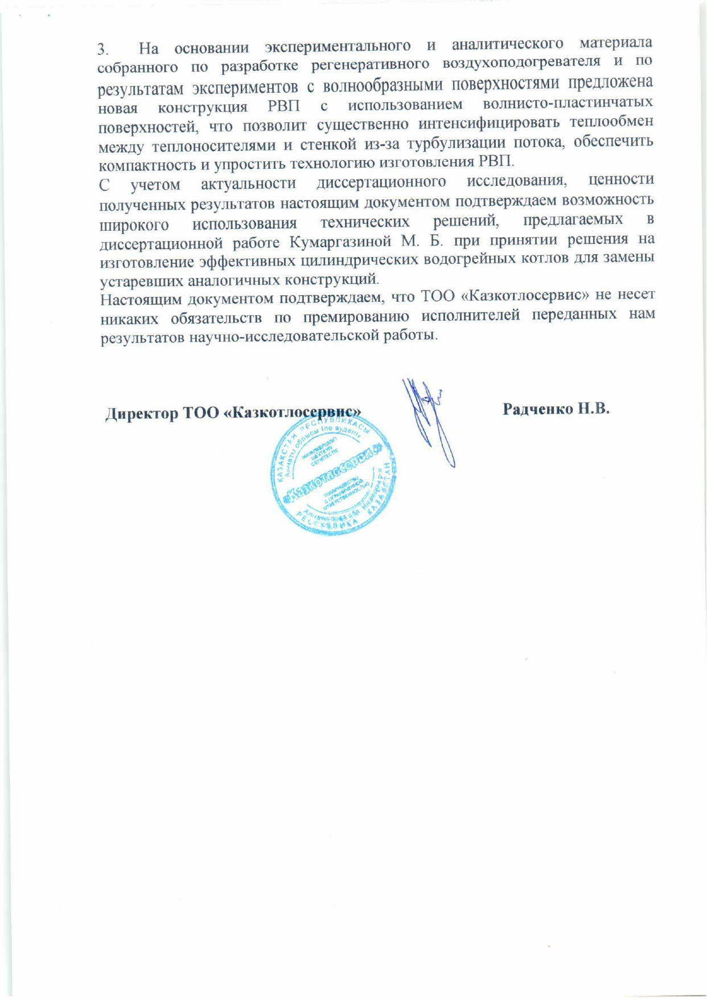 3. На основании экспериментального и аналитического материала
собранного по разработке регенеративного воздухоподогревателя и по
результатам экспериментов с волнообразными поверхностями предложена
новая конструкция РВП с использованием волнисто-пластинчатых
поверхностей, что позволит существенно интенсифицировать теплообмен
между теплоносителями и стенкой из-за турбулизации потока, обеспечить
компактность и упростить технологию изготовления РВП.
С учетом актуальности диссертационного исследования, ценности
полученных результатов настоящим документом подтверждаем возможность
широкого использования технических решений, предлагаемых в
диссертационной работе Кумаргазиной М. Б. при принятии решения на
изготовление эффективных цилиндрических водогрейных котлов для замены
устаревших аналогичных конструкций.
Настоящим документом подтверждаем, что ТОО «Казкотлосервис» не несет
никаких обязательств по премированию исполнителей переданных нам
результатов научно-исследовательской работы.
Директор ТОО «Казкотлосервис» Радченко Н.В.
ҚАЗАҚСТАН РЕСПУБЛИКАСЫ
Алматы облысы Іле ауданы
ЖАУАПКЕРШІЛІГІ
ШЕКТЕУЛІ
СЕРІКТЕСТІК
«Казкотлосервис»
ТОВАРИЩЕСТВО
С ОГРАНИЧЕННОЙ
ОТВЕТСТВЕННОСТЬЮ
РЕСПУБЛИКА КАЗАХСТАН